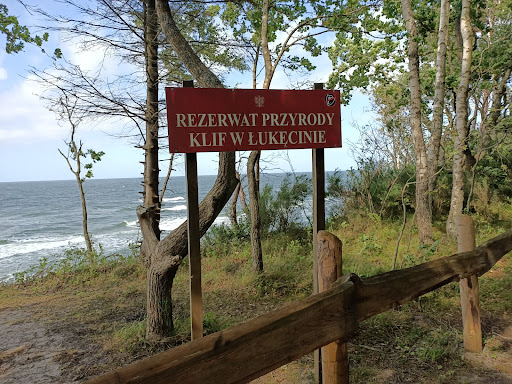 REZERWAT PRZYRODY
KLIF W ŁUKĘCINIE